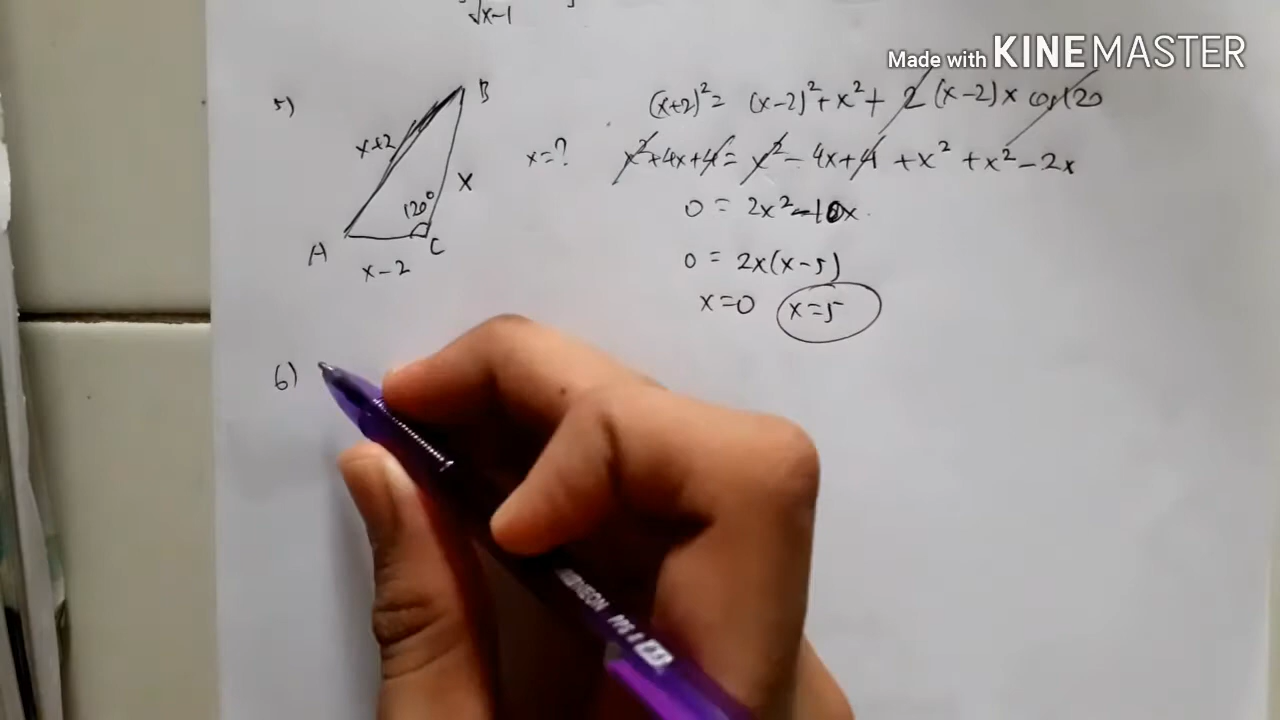 √x-1
Made with KINEMASTER
5)
B
x+2
x
120°
A
C
x-2
x=?
(x+2)²= (x-2)²+x²+ 2(x-2)x cos120
x²+4x+4= x²-4x+4 +x² +x²-2x
0 = 2x²-10x.
0 = 2x(x-5)
x=0 x=5
6)